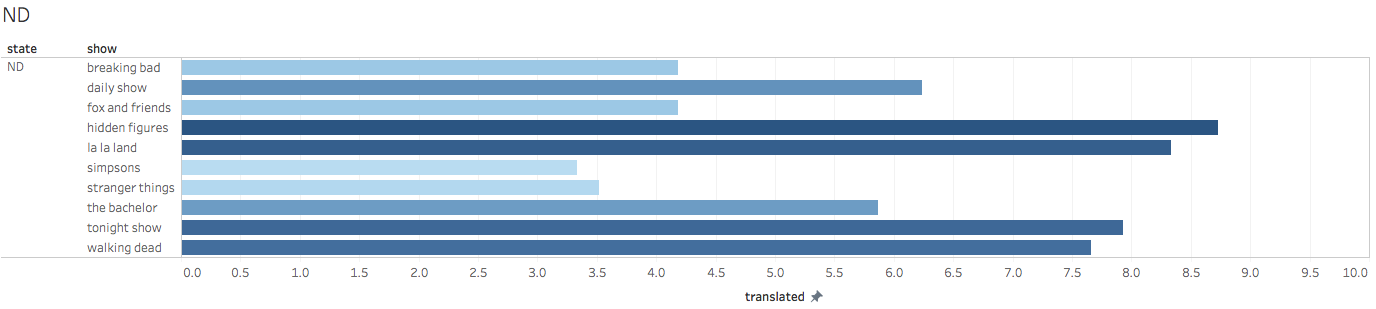 ND
state show
ND breaking bad
daily show
fox and friends
hidden figures
la la land
simpsons
stranger things
the bachelor
tonight show
walking dead
0.0 0.5 1.0 1.5 2.0 2.5 3.0 3.5 4.0 4.5 5.0 5.5 6.0 6.5 7.0 7.5 8.0 8.5 9.0 9.5 10.0
translated